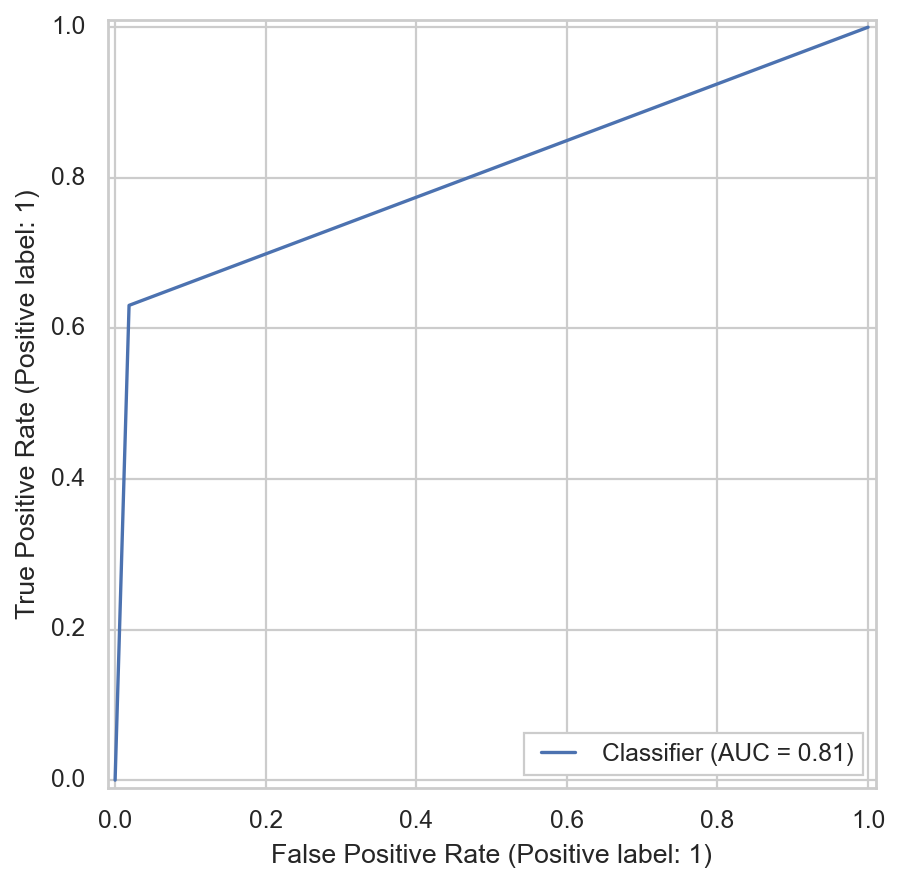 1.0
0.8
0.6
0.4
0.2
0.0
True Positive Rate (Positive label: 1)
Classifier (AUC = 0.81)
0.0 0.2 0.4 0.6 0.8 1.0
False Positive Rate (Positive label: 1)